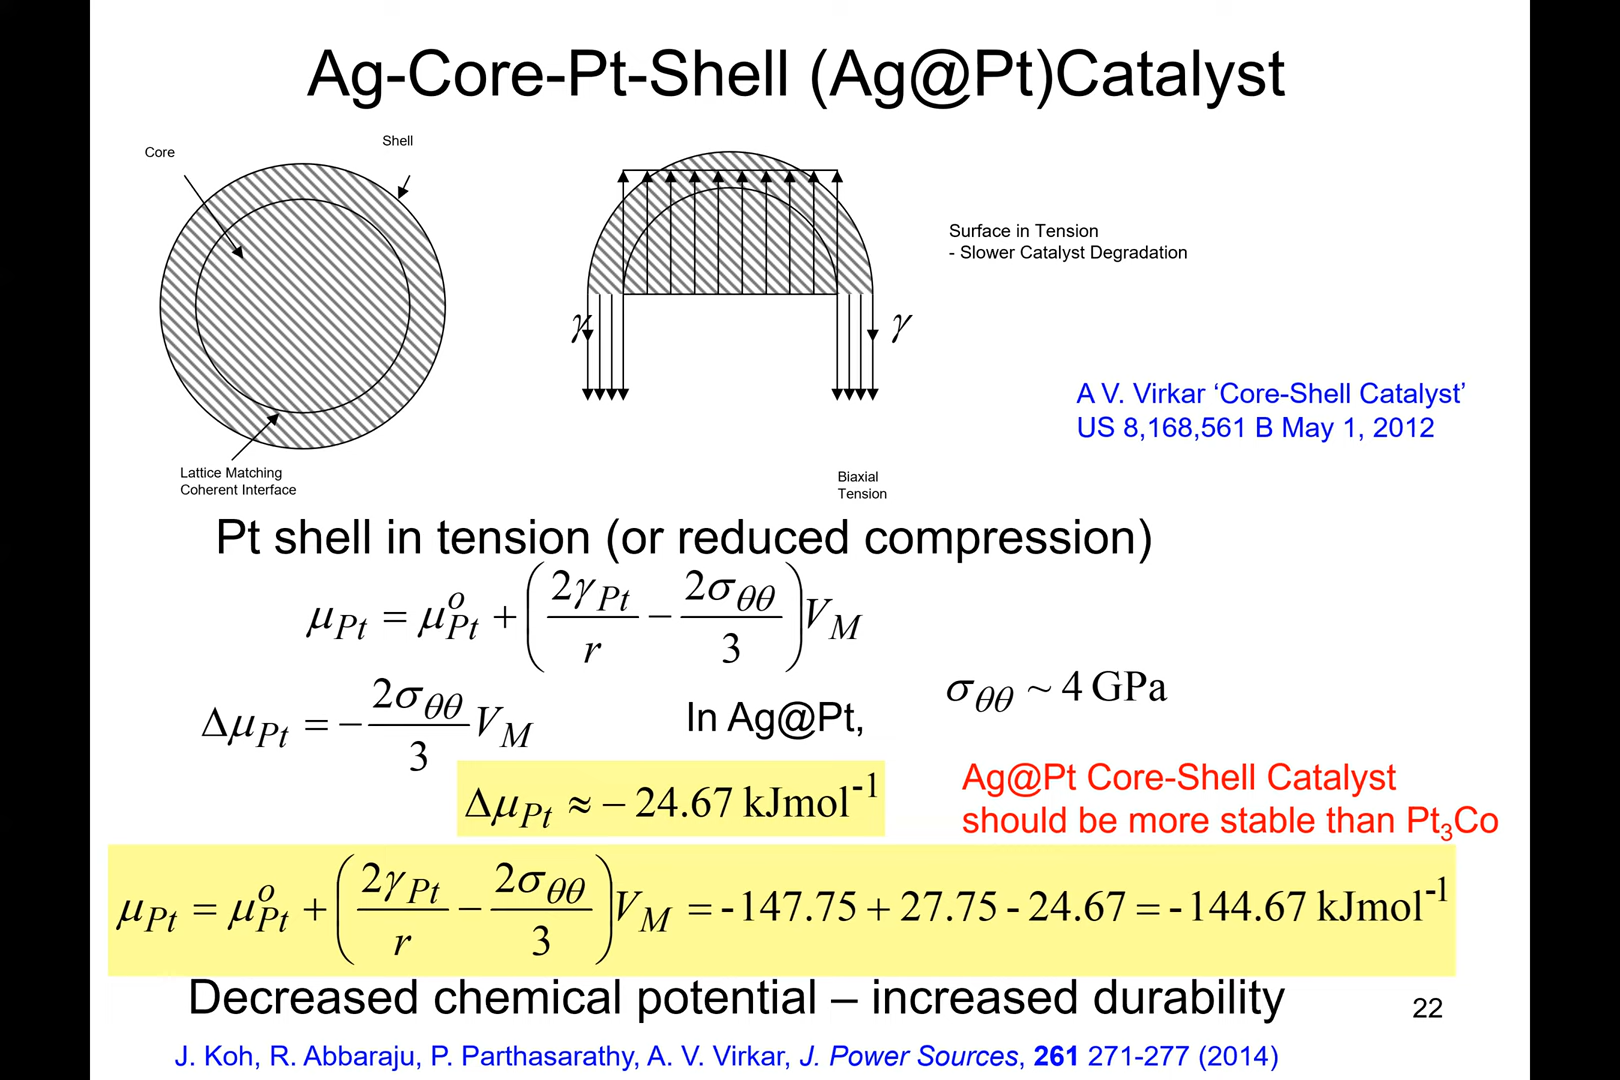 Ag-Core-Pt-Shell (Ag@Pt)Catalyst
Core
Shell
Surface in Tension
- Slower Catalyst Degradation
γ
γ
A V. Virkar ‘Core-Shell Catalyst’
US 8,168,561 B May 1, 2012
Lattice Matching
Coherent Interface
Biaxial
Tension
Pt shell in tension (or reduced compression)
μ_Pt = μ^o_Pt + (2γ_Pt / r − 2σ_θθ / 3) V_M
Δμ_Pt = − 2σ_θθ / 3 V_M
In Ag@Pt,
σ_θθ ~ 4 GPa
Δμ_Pt ≈ − 24.67 kJmol⁻¹
Ag@Pt Core-Shell Catalyst
should be more stable than Pt₃Co
μ_Pt = μ^o_Pt + (2γ_Pt / r − 2σ_θθ / 3) V_M = -147.75 + 27.75 - 24.67 = -144.67 kJmol⁻¹
Decreased chemical potential – increased durability
22
J. Koh, R. Abbaraju, P. Parthasarathy, A. V. Virkar, J. Power Sources, 261 271-277 (2014)